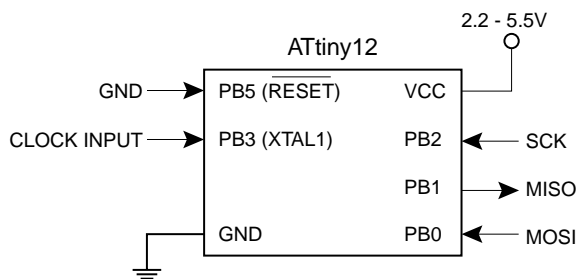 2.2 - 5.5V
ATtiny12
GND PB5 (RESET) VCC
CLOCK INPUT PB3 (XTAL1) PB2 SCK
PB1 MISO
GND PB0 MOSI